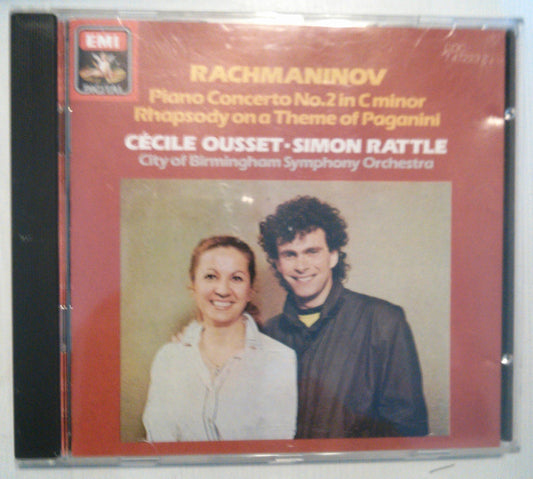 EMI
DIGITAL
RACHMANINOV
Piano Concerto No.2 in C minor
Rhapsody on a Theme of Paganini
CÉCILE OUSSET·SIMON RATTLE
City of Birmingham Symphony Orchestra